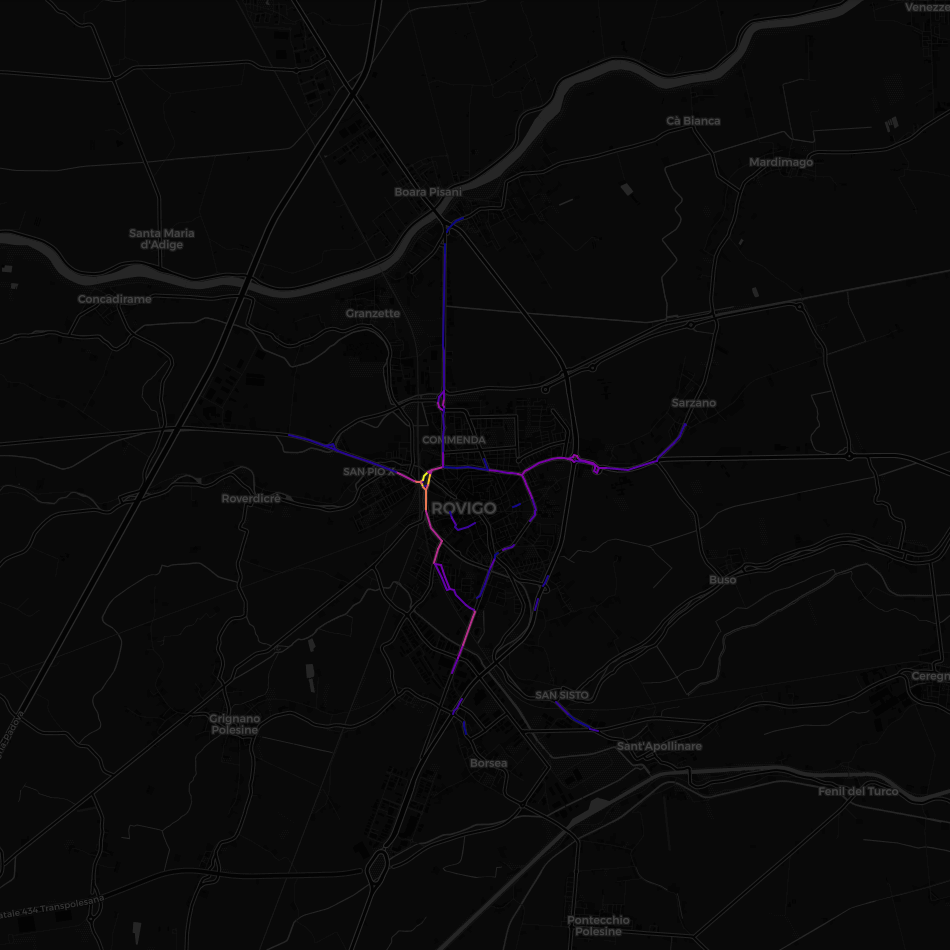 Venezze
Cà Bianca
Mardimago
Boara Pisani
Santa Maria
d'Adige
Concadirame
Granzette
Sarzano
COMMENDA
SAN PIO X
Roverdicrè
ROVIGO
Buso
SAN SISTO
Ceregn
Grignano
Polesine
Sant'Apollinare
Borsea
Fenil del Turco
atale 434 Transpolesana
Pontecchio
Polesine